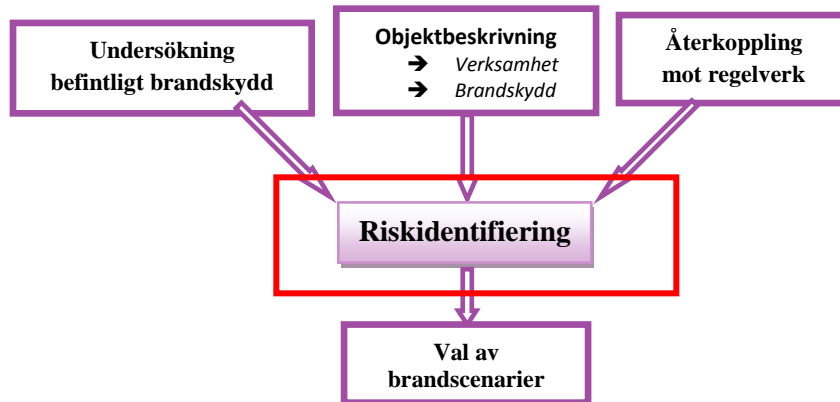 Undersökning
befintligt brandskydd
Objektbeskrivning
➔ Verksamhet
➔ Brandskydd
Återkoppling
mot regelverk
Riskidentifiering
Val av
brandscenarier